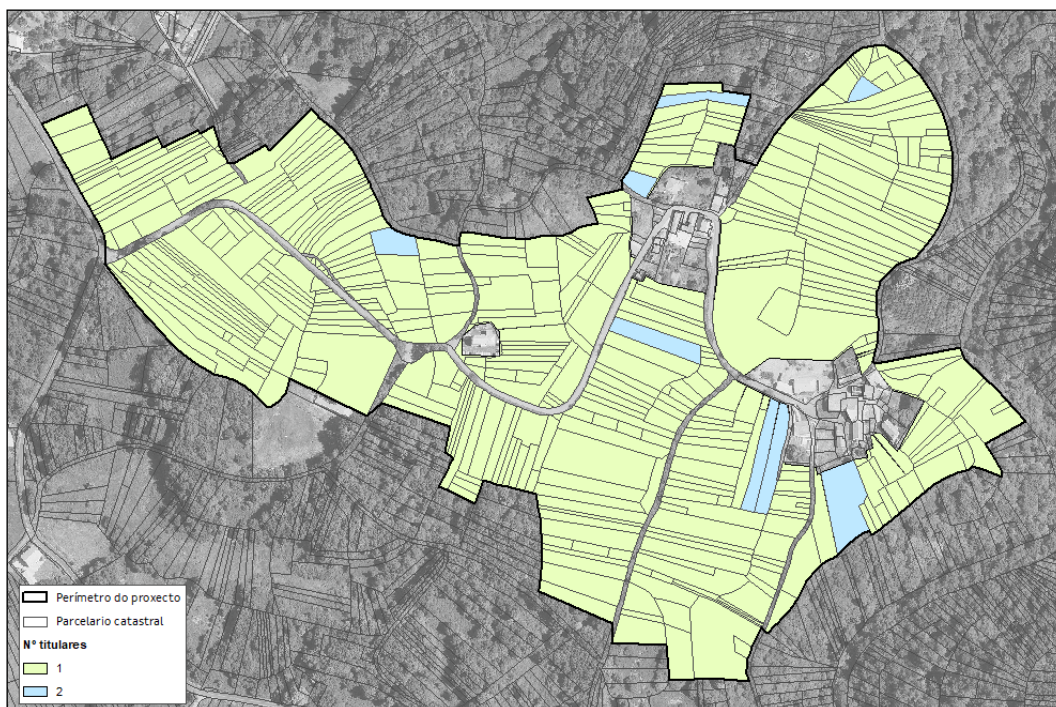 Perímetro do proxecto
Parcelario catastral
Nº titulares
1
2